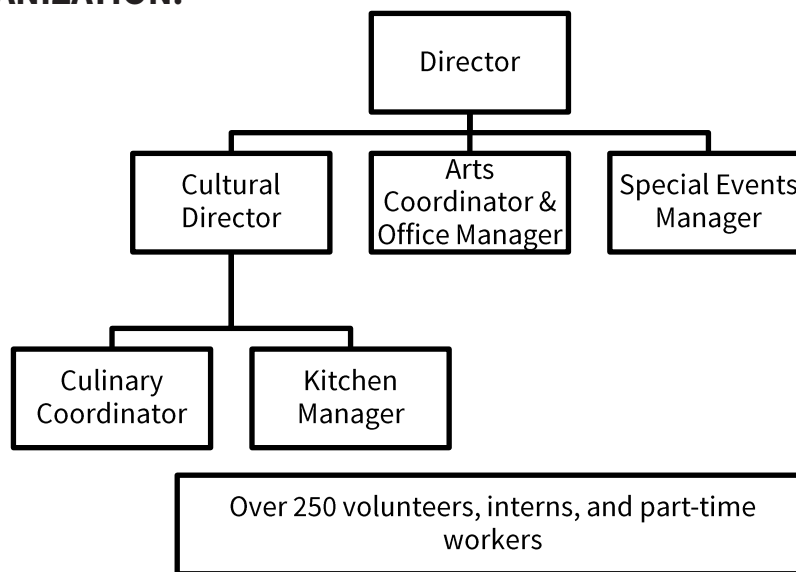 Director
Cultural
Director
Arts
Coordinator &
Office Manager
Special Events
Manager
Culinary
Coordinator
Kitchen
Manager
Over 250 volunteers, interns, and part-time
workers